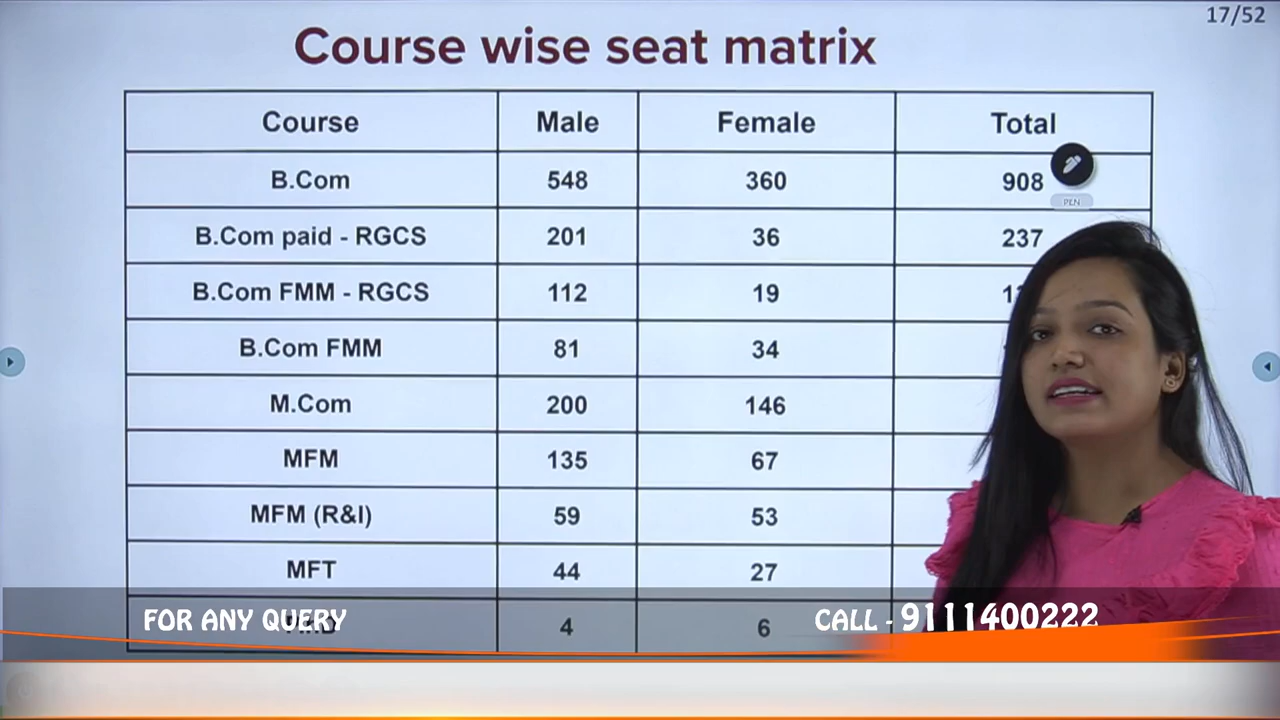 17/52
Course wise seat matrix
Course Male Female Total
B.Com 548 360 908
PEN
B.Com paid - RGCS 201 36 237
B.Com FMM - RGCS 112 19
B.Com FMM 81 34
M.Com 200 146
MFM 135 67
MFM (R&I) 59 53
MFT 44 27
4 6
FOR ANY QUERY CALL - 9111400222